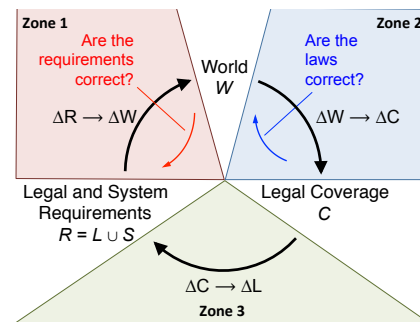 Zone 1
Zone 2
Are the
requirements
correct?
World
W
Are the
laws
correct?
ΔR → ΔW
ΔW → ΔC
Legal and System
Requirements
R = L ∪ S
Legal Coverage
C
ΔC → ΔL
Zone 3